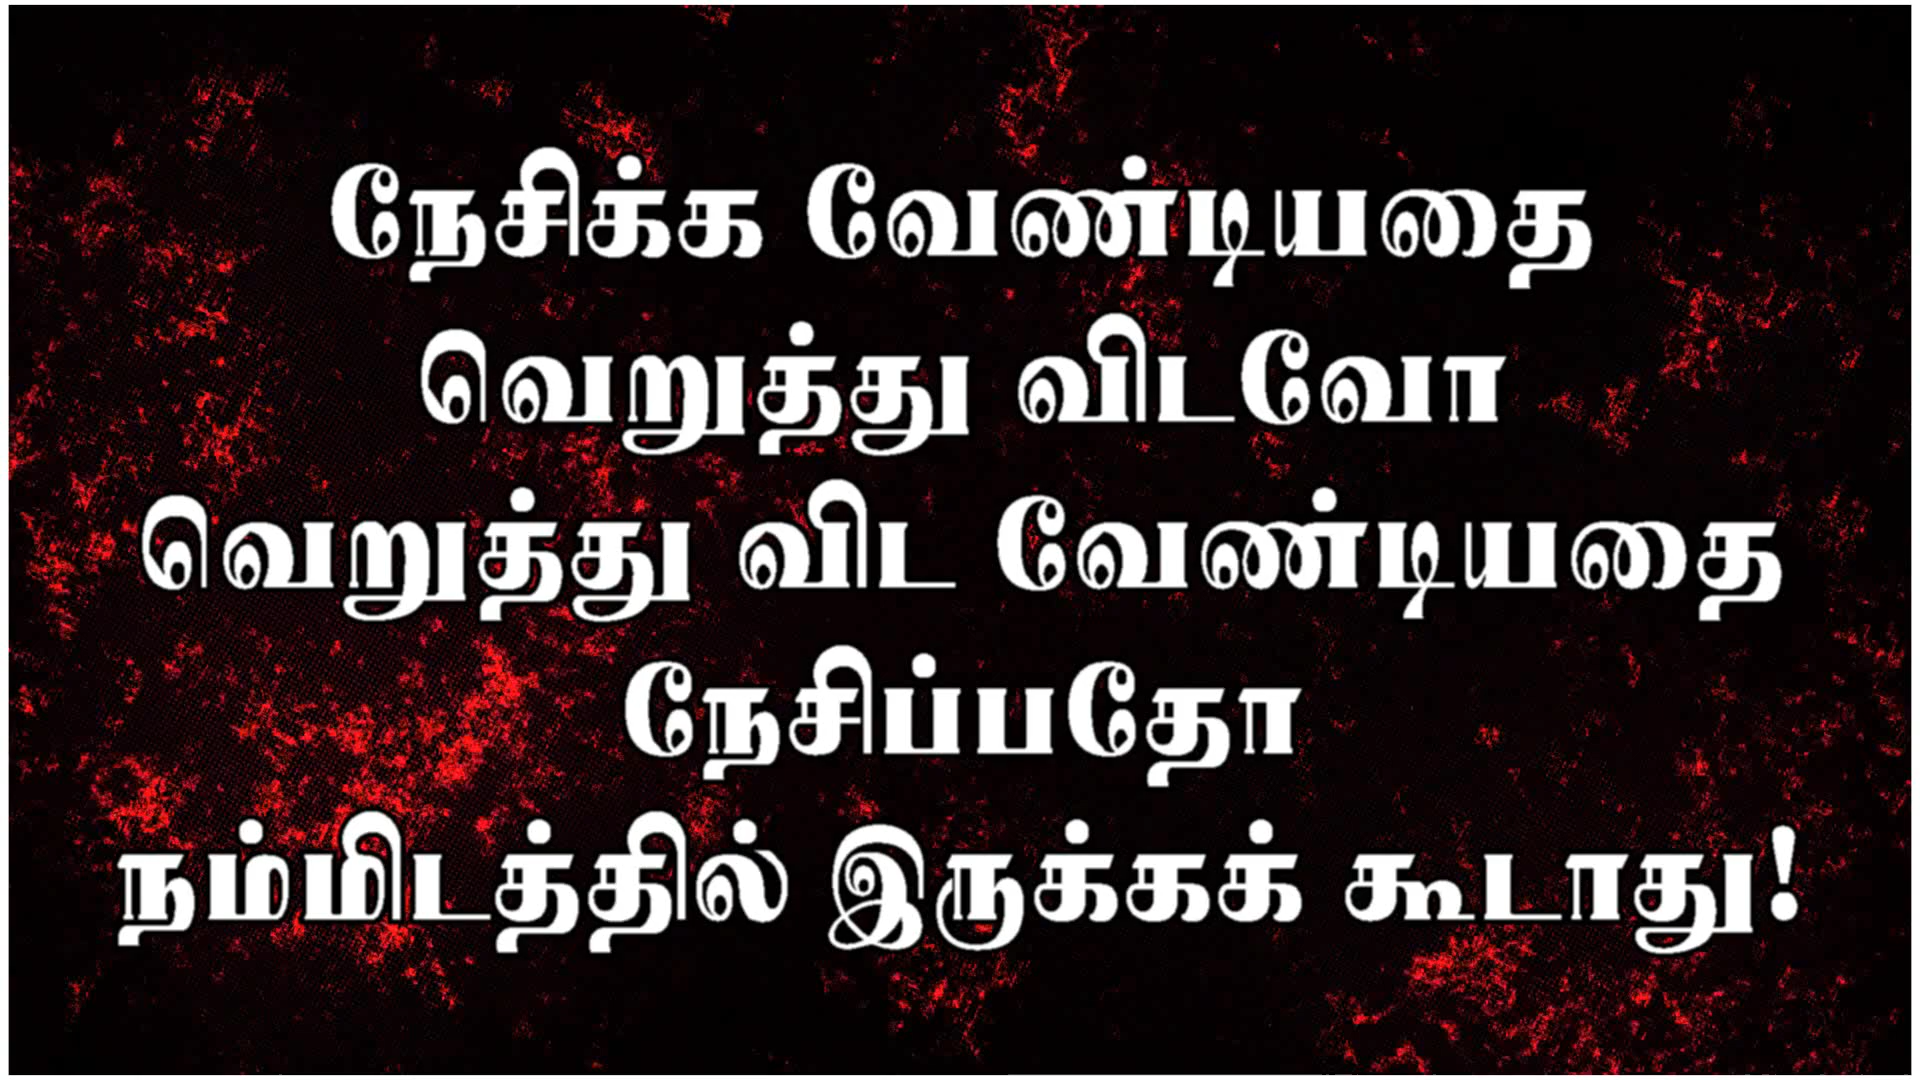 நேசிக்க வேண்டியதை
வெறுத்து விடவோ
வெறுத்து விட வேண்டியதை
நேசிப்பதோ
நம்மிடத்தில் இருக்கக் கூடாது!